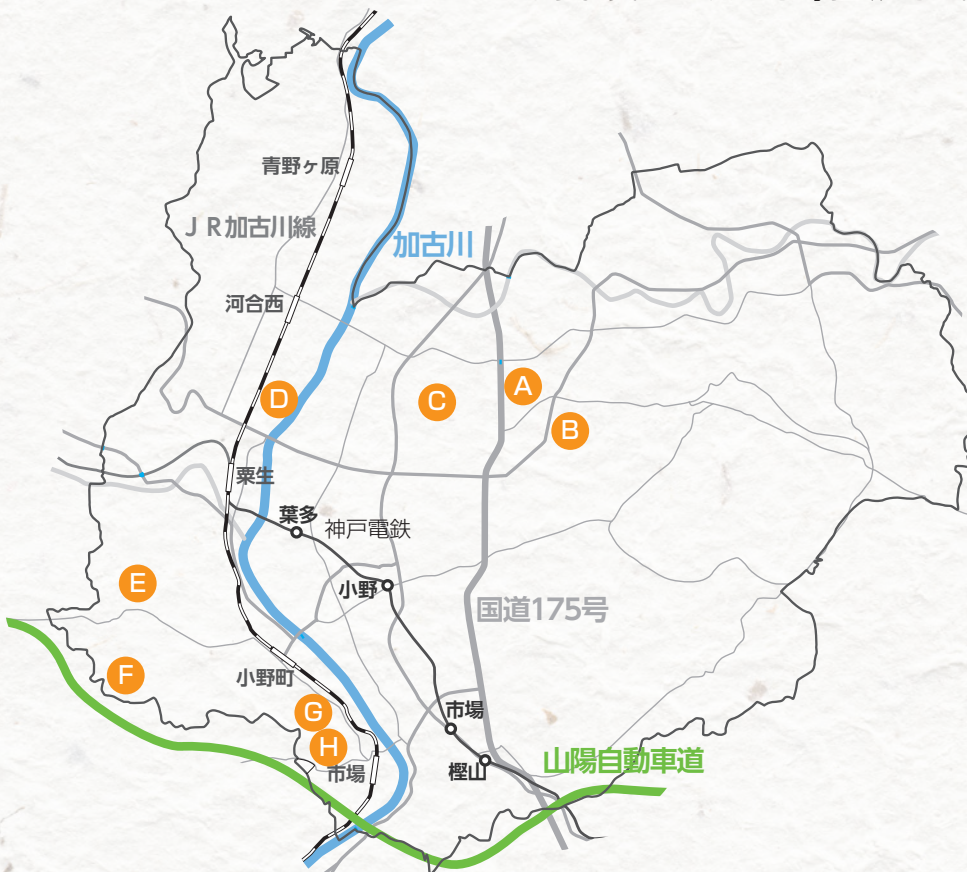 青野ヶ原
ＪＲ加古川線
加古川
河合西
A
D
C
B
粟生
葉多
神戸電鉄
E
小野
国道175号
F
小野町
G
市場
H
市場
樫山
山陽自動車道